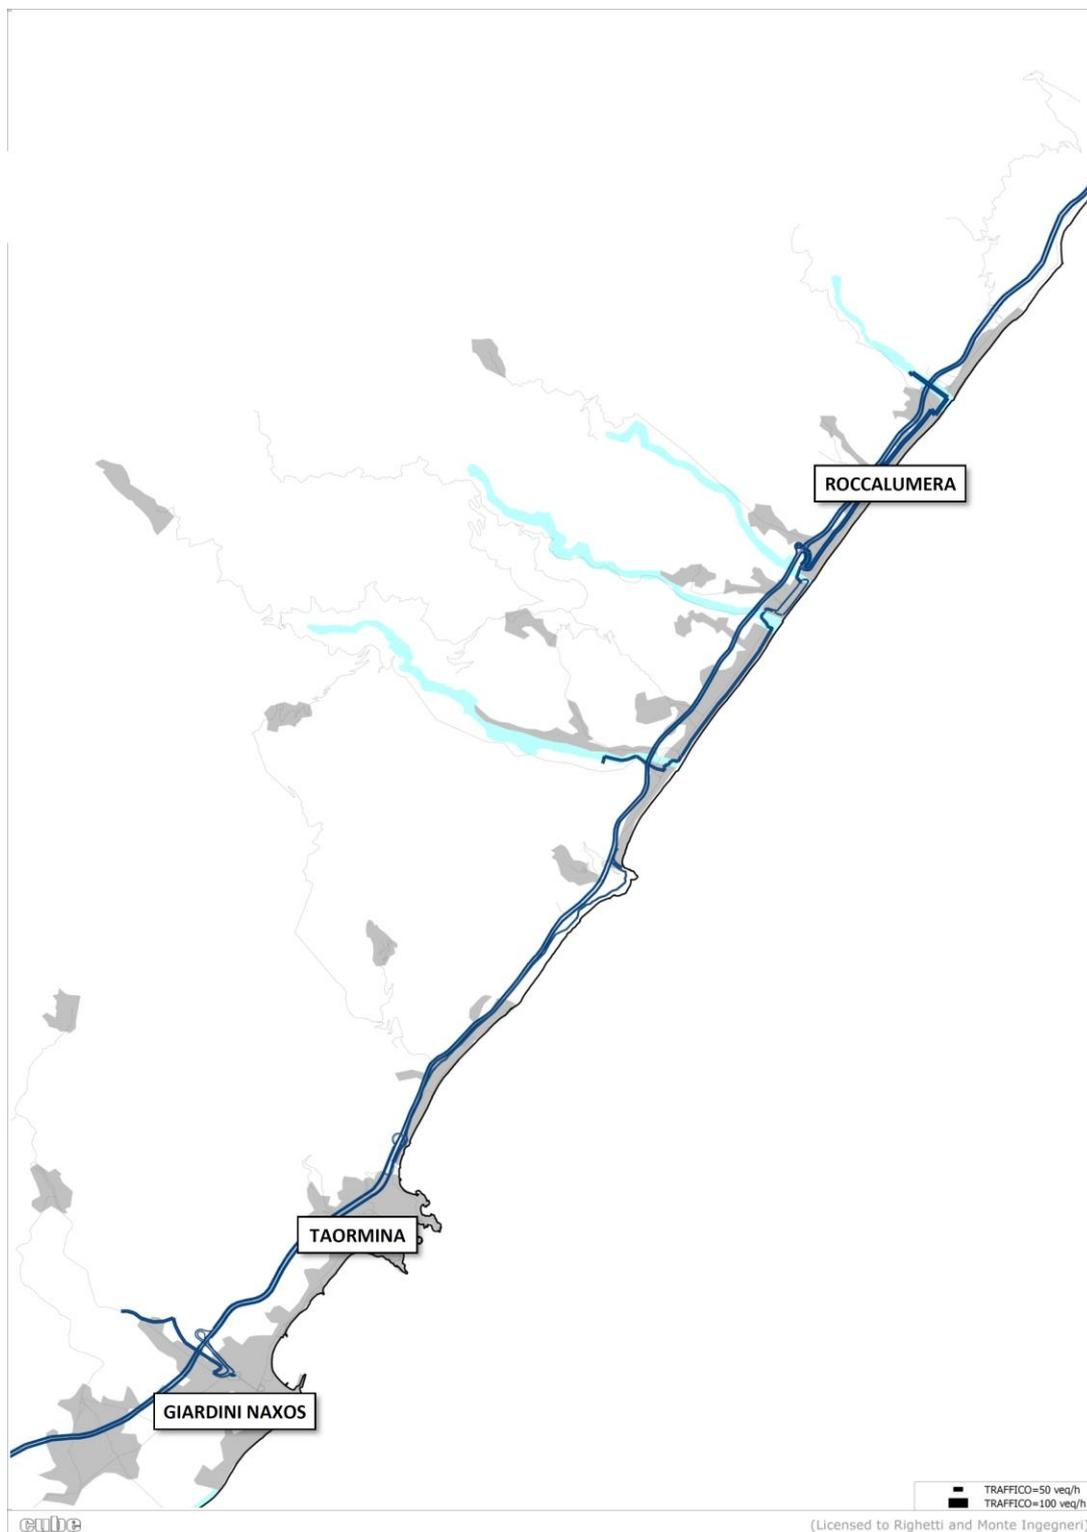 ROCCALUMERA
TAORMINA
GIARDINI NAXOS
TRAFFICO=50 veq/h
TRAFFICO=100 veq/h
cube
(Licensed to Righetti and Monte Ingegneri)